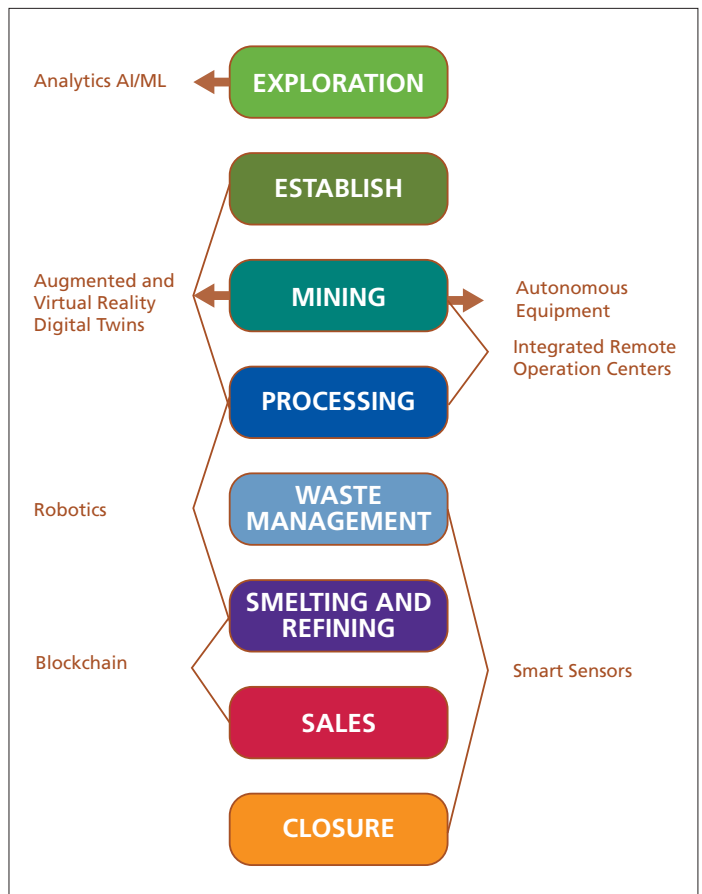 Analytics AI/ML
EXPLORATION
ESTABLISH
Augmented and
Virtual Reality
Digital Twins
MINING
Autonomous
Equipment
Integrated Remote
Operation Centers
PROCESSING
Robotics
WASTE
MANAGEMENT
SMELTING AND
REFINING
Blockchain
Smart Sensors
SALES
CLOSURE